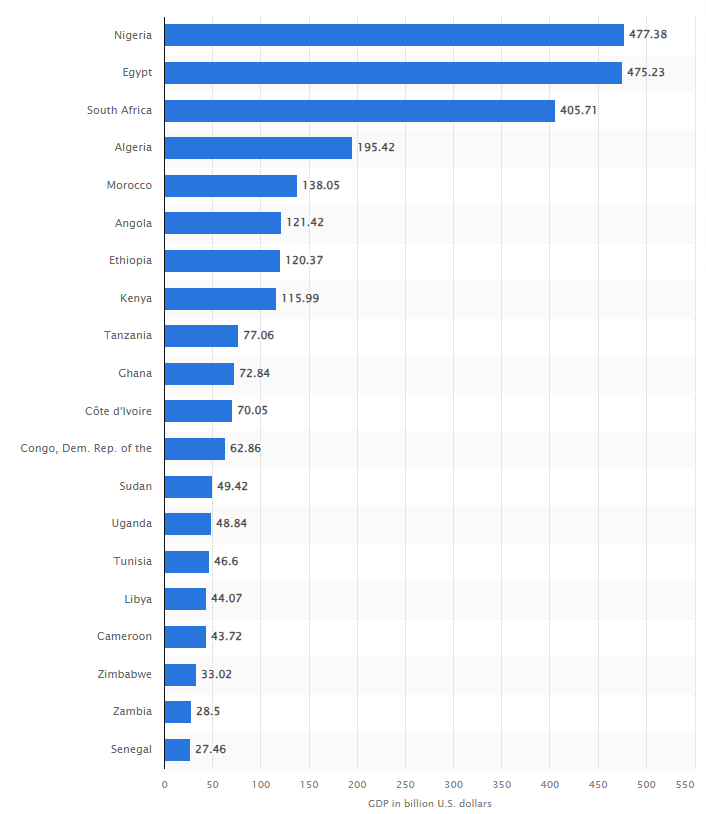 Nigeria 477.38
Egypt 475.23
South Africa 405.71
Algeria 195.42
Morocco 138.05
Angola 121.42
Ethiopia 120.37
Kenya 115.99
Tanzania 77.06
Ghana 72.84
Côte d'Ivoire 70.05
Congo, Dem. Rep. of the 62.86
Sudan 49.42
Uganda 48.84
Tunisia 46.6
Libya 44.07
Cameroon 43.72
Zimbabwe 33.02
Zambia 28.5
Senegal 27.46
0 50 100 150 200 250 300 350 400 450 500 550
GDP in billion U.S. dollars